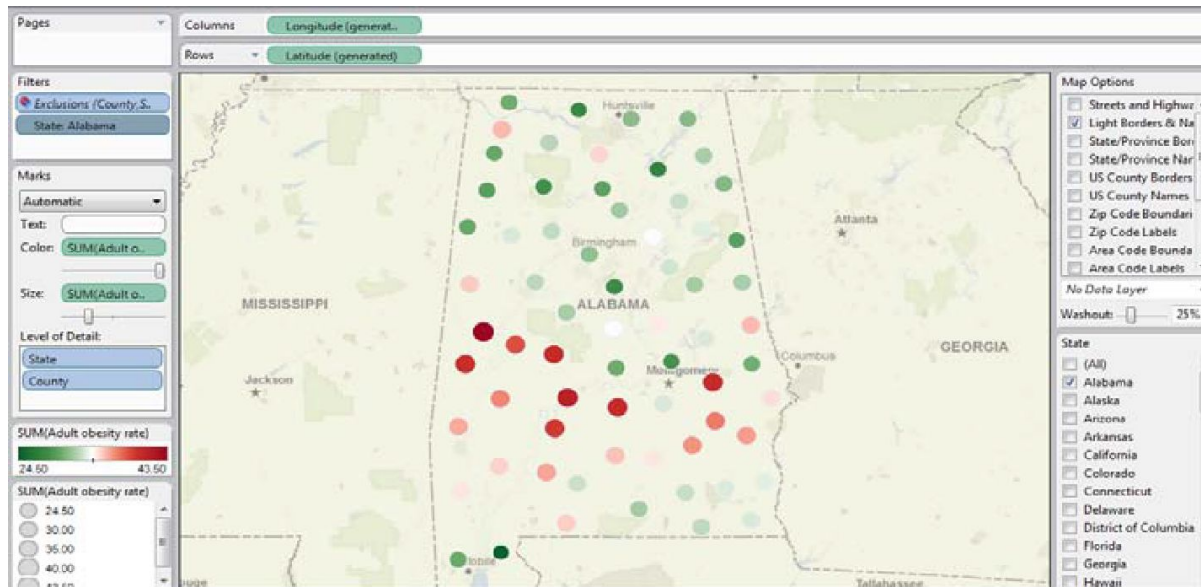 Pages
Columns
Longitude (generat..
Rows
Latitude (generated)
Filters
Exclusions (County,S..
State: Alabama
Marks
Automatic
Text:
Color:
SUM(Adult o..
Size:
SUM(Adult o..
Level of Detail:
State
County
SUM(Adult obesity rate)
24.50
43.50
SUM(Adult obesity rate)
24.50
30.00
35.00
40.00
43.50
Huntsville
Birmingham
Atlanta
MISSISSIPPI
ALABAMA
GEORGIA
Columbus
Jackson
Montgomery
Tallahassee
Map Options
Streets and Highwa
Light Borders & Na
State/Province Bor
State/Province Nar
US County Borders
US County Names
Zip Code Boundari
Zip Code Labels
Area Code Bounda
Area Code Labels
No Data Layer
Washout:
25%
State
(All)
Alabama
Alaska
Arizona
Arkansas
California
Colorado
Connecticut
Delaware
District of Columbia
Florida
Georgia
Hawaii